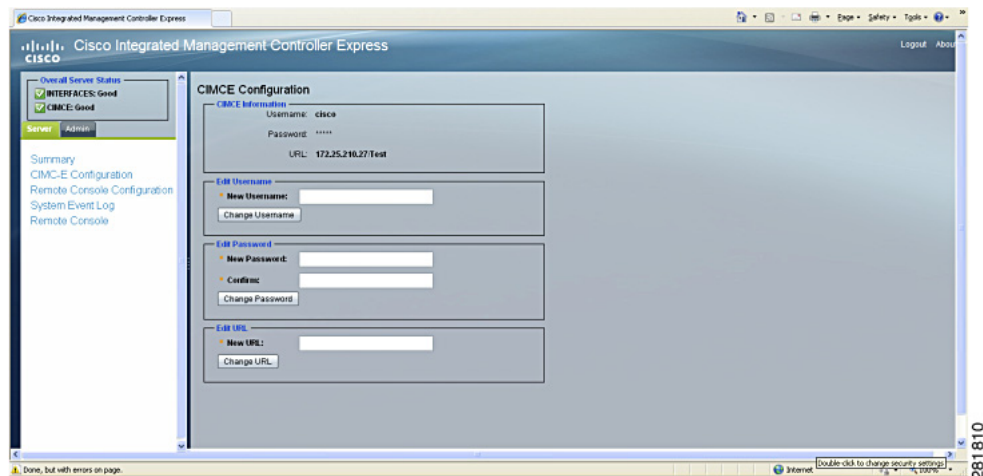 Cisco Integrated Management Controller Express
Page Safety Tools
CISCO Cisco Integrated Management Controller Express
Logout Abou
Overall Server Status
INTERFACES: Good
CIMCE: Good
Server Admin
Summary
CIMC-E Configuration
Remote Console Configuration
System Event Log
Remote Console
CIMCE Configuration
CIMCE Information
Username: cisco
Password: *****
URL: 172.25.210.27/Test
Edit Username
* New Username:
Change Username
Edit Password
* New Password:
* Confirm:
Change Password
Edit URL
* New URL:
Change URL
Done, but with errors on page.
Internet
Double-click to change security settings
100%
281810